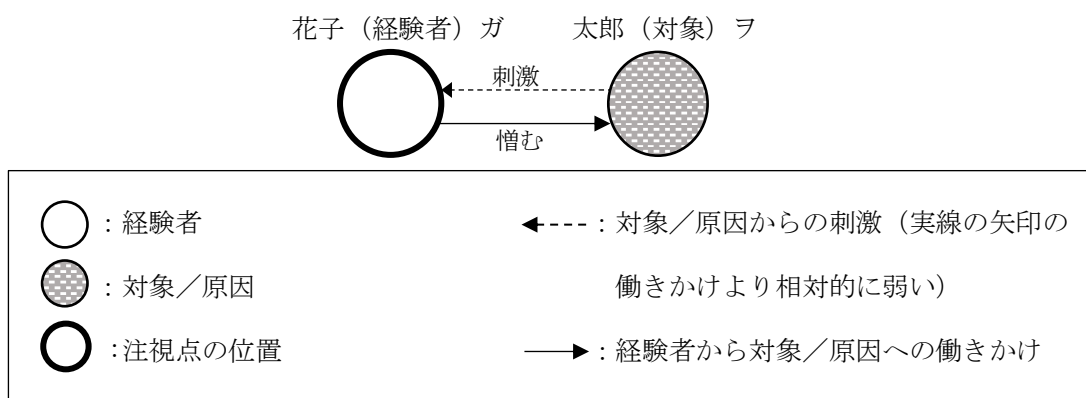 花子（経験者）ガ　太郎（対象）ヲ
刺激
憎む
：経験者
：対象／原因
：注視点の位置
：対象／原因からの刺激（実線の矢印の
働きかけより相対的に弱い）
：経験者から対象／原因への働きかけ